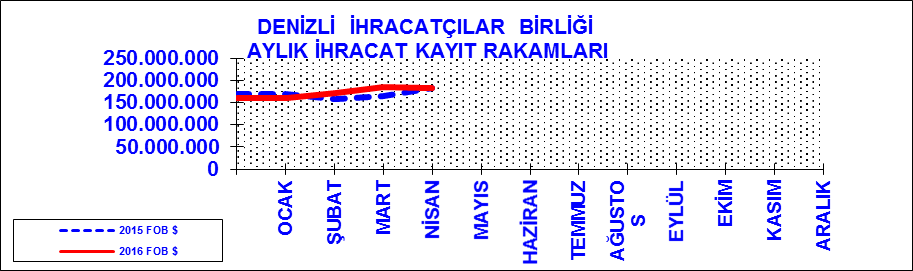 DENİZLİ İHRACATÇILAR BİRLİĞİ
AYLIK İHRACAT KAYIT RAKAMLARI
250.000.000
200.000.000
150.000.000
100.000.000
50.000.000
0
OCAK
ŞUBAT
MART
NİSAN
MAYIS
HAZİRAN
TEMMUZ
AĞUSTO
S
EYLÜL
EKİM
KASIM
ARALIK
2015 FOB $
2016 FOB $